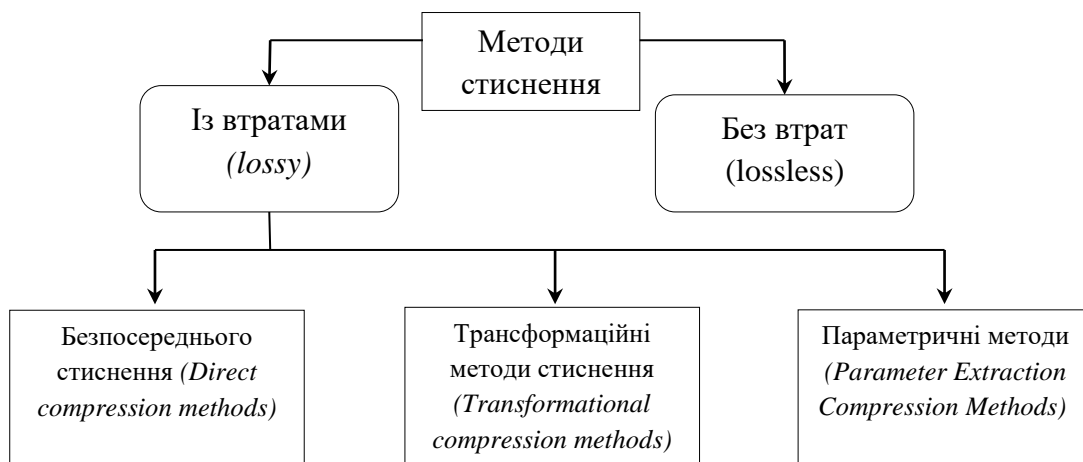 Методи
стиснення
Із втратами
(lossy)
Без втрат
(lossless)
Безпосереднього
стиснення (Direct
compression methods)
Трансформаційні
методи стиснення
(Transformational
compression methods)
Параметричні методи
(Parameter Extraction
Compression Methods)